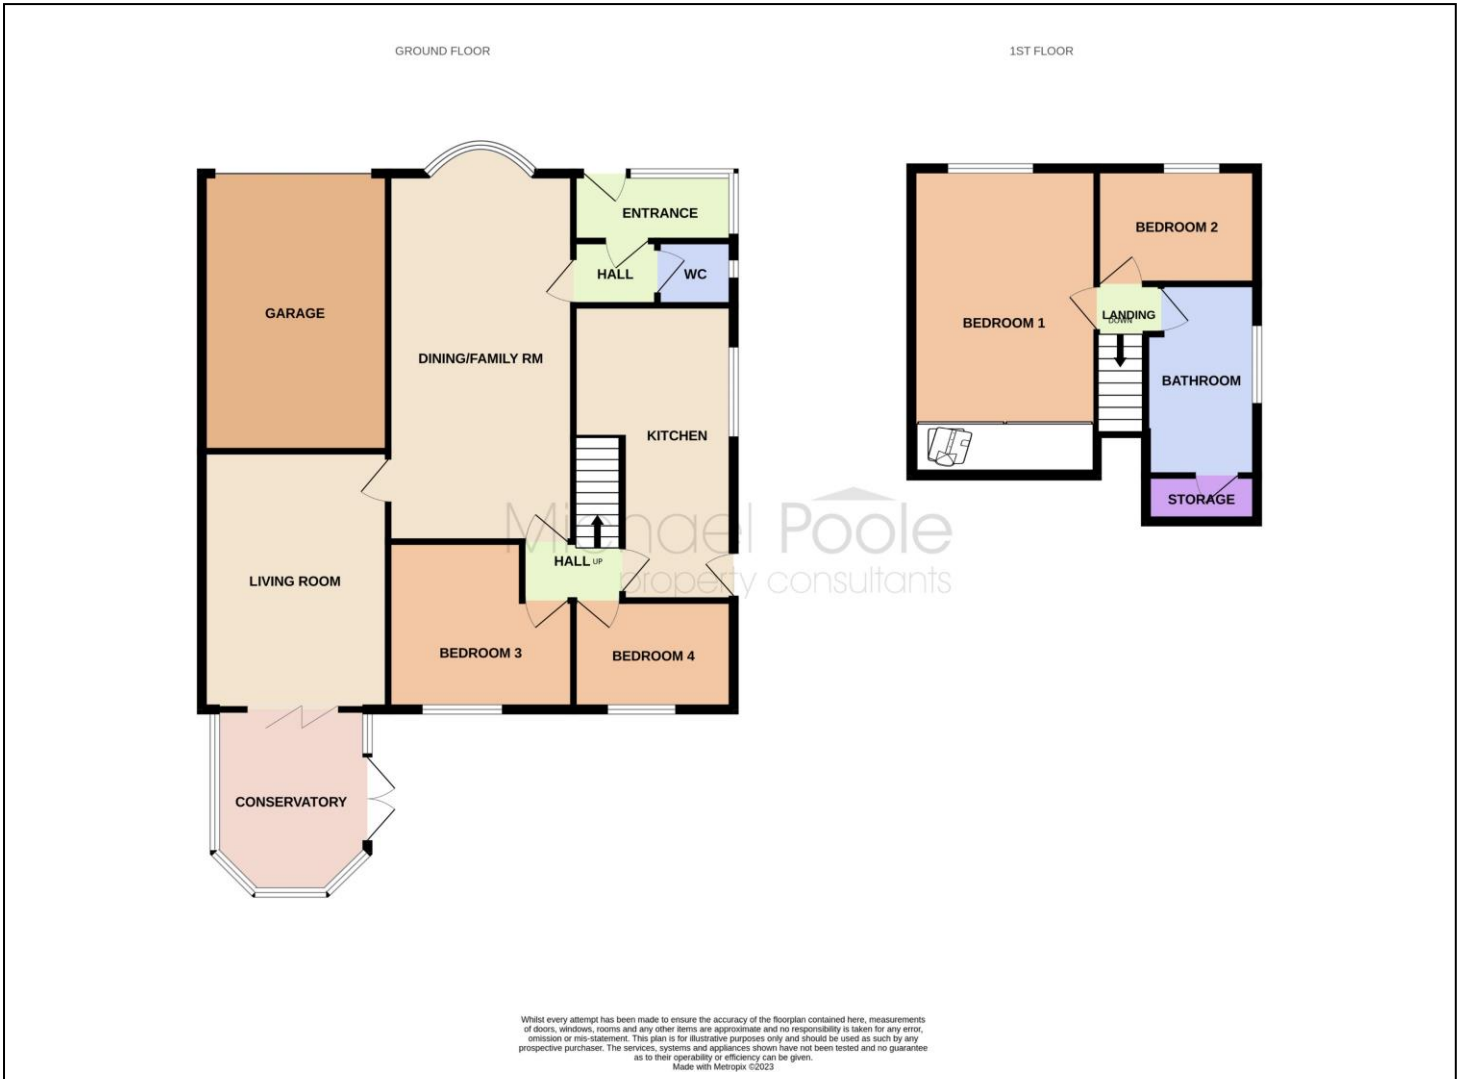 GROUND FLOOR
1ST FLOOR
ENTRANCE
HALL
WC
GARAGE
DINING/FAMILY RM
KITCHEN
LIVING ROOM
HALL
UP
BEDROOM 3
BEDROOM 4
CONSERVATORY
BEDROOM 2
BEDROOM 1
LANDING
DOWN
BATHROOM
STORAGE
Michael Poole
property consultants
Whilst every attempt has been made to ensure the accuracy of the floorplan contained here, measurements
of doors, windows, rooms and any other items are approximate and no responsibility is taken for any error,
omission or mis-statement. This plan is for illustrative purposes only and should be used as such by any
prospective purchaser. The services, systems and appliances shown have not been tested and no guarantee
as to their operability or efficiency can be given.
Made with Metropix ©2023